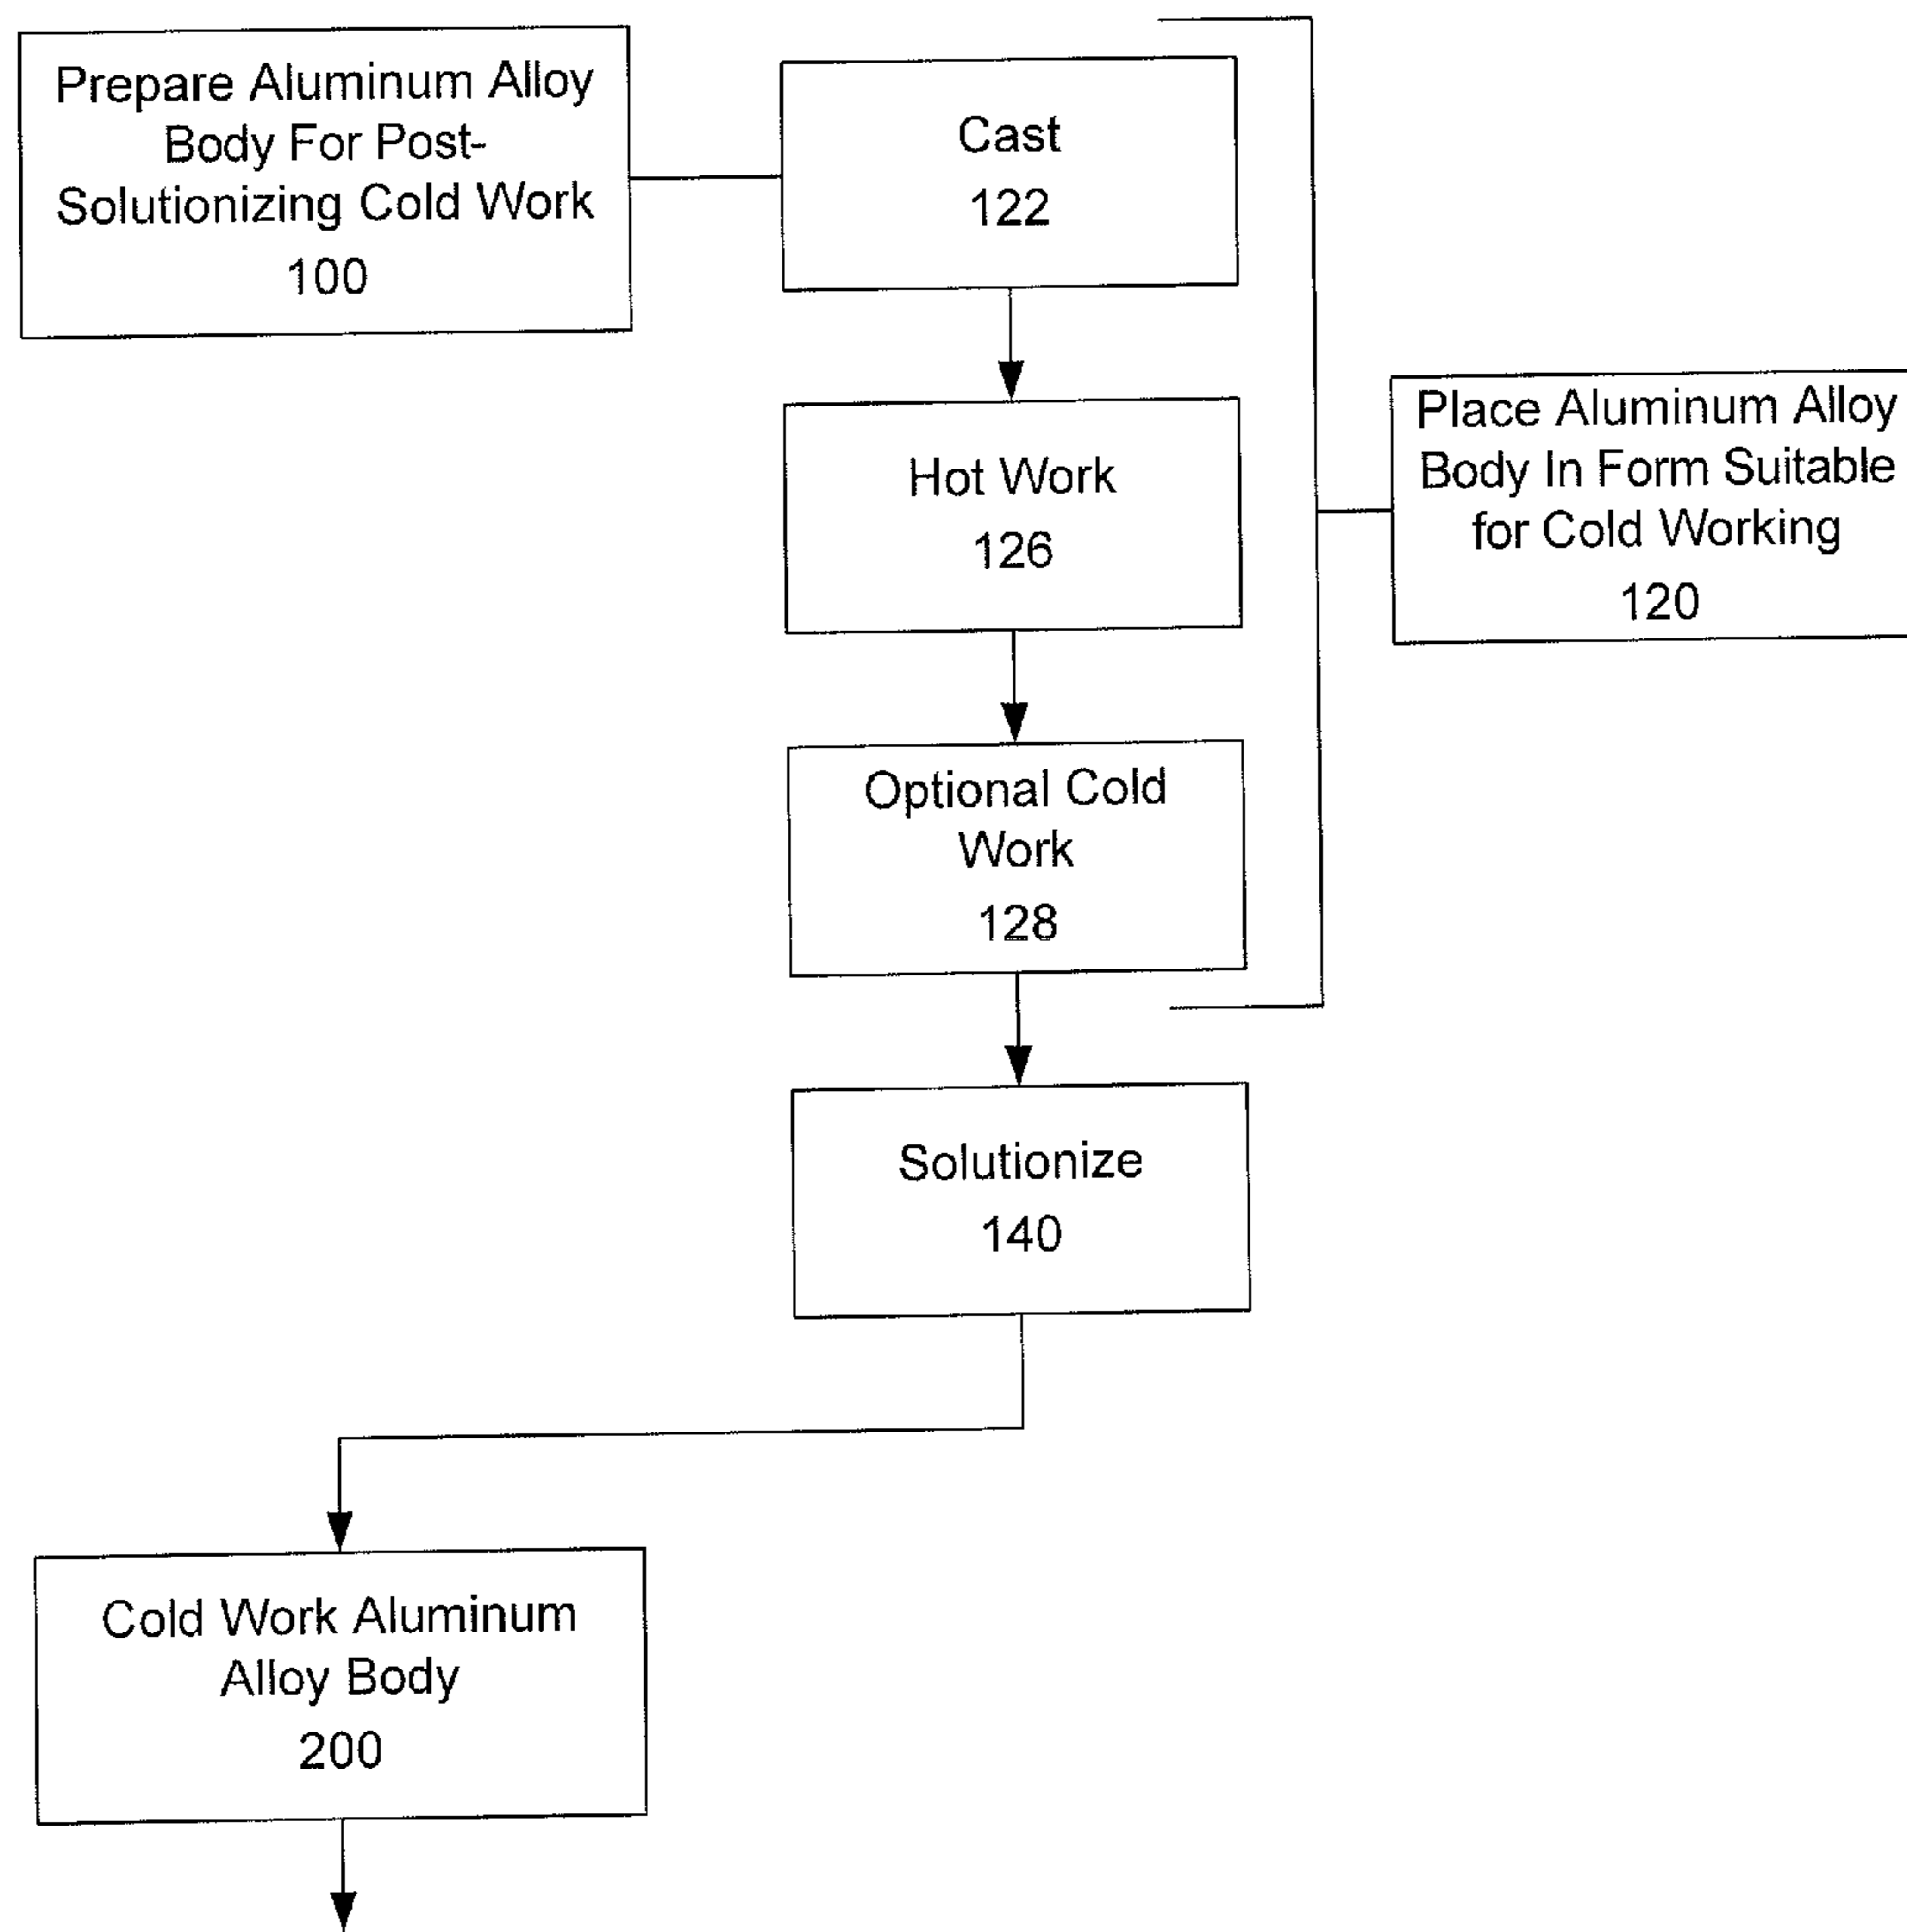 Prepare Aluminum Alloy
Body For Post-
Solutionizing Cold Work
100
Cast
122
Hot Work
126
Place Aluminum Alloy
Body In Form Suitable
for Cold Working
120
Optional Cold
Work
128
Solutionize
140
Cold Work Aluminum
Alloy Body
200